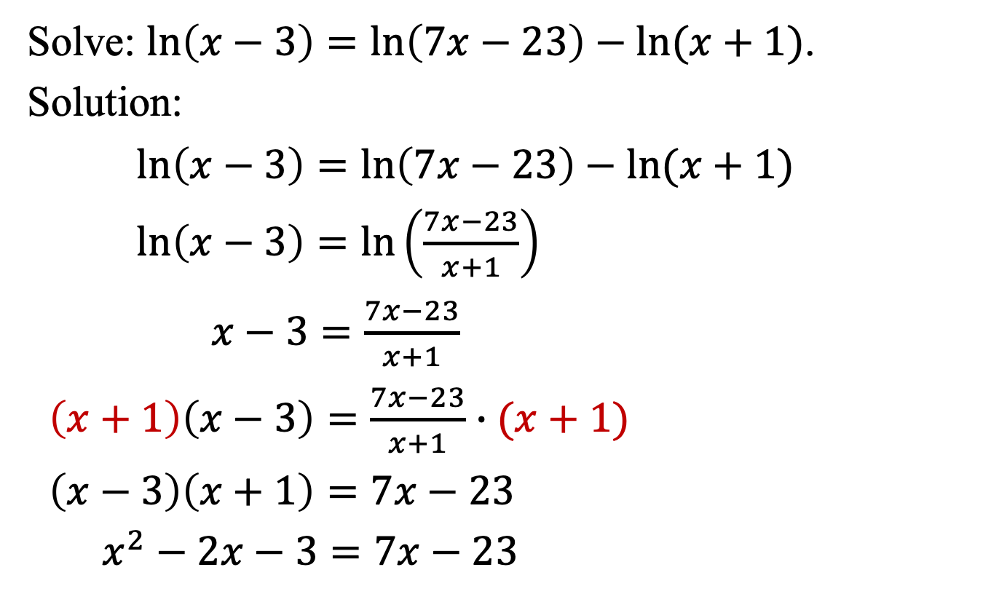 Solve: ln(x − 3) = ln(7x − 23) − ln(x + 1).
Solution:
ln(x − 3) = ln(7x − 23) − ln(x + 1)
ln(x − 3) = ln((7x−23)/(x+1))
x − 3 = (7x−23)/(x+1)
(x + 1)(x − 3) = (7x−23)/(x+1) · (x + 1)
(x − 3)(x + 1) = 7x − 23
x² − 2x − 3 = 7x − 23